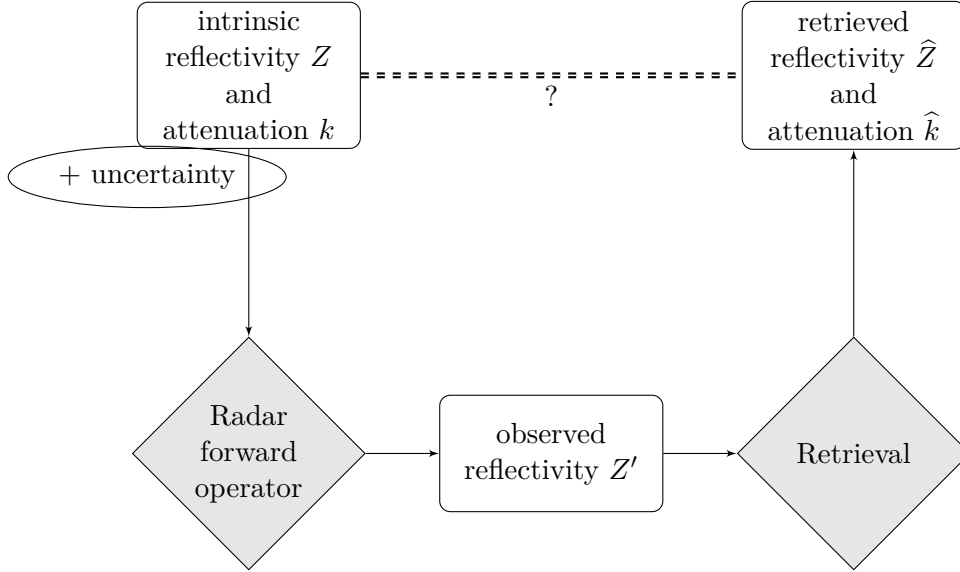 intrinsic
reflectivity Z
and
attenuation k
retrieved
reflectivity Ẑ
and
attenuation k̂
?
+ uncertainty
Radar
forward
operator
observed
reflectivity Z′
Retrieval